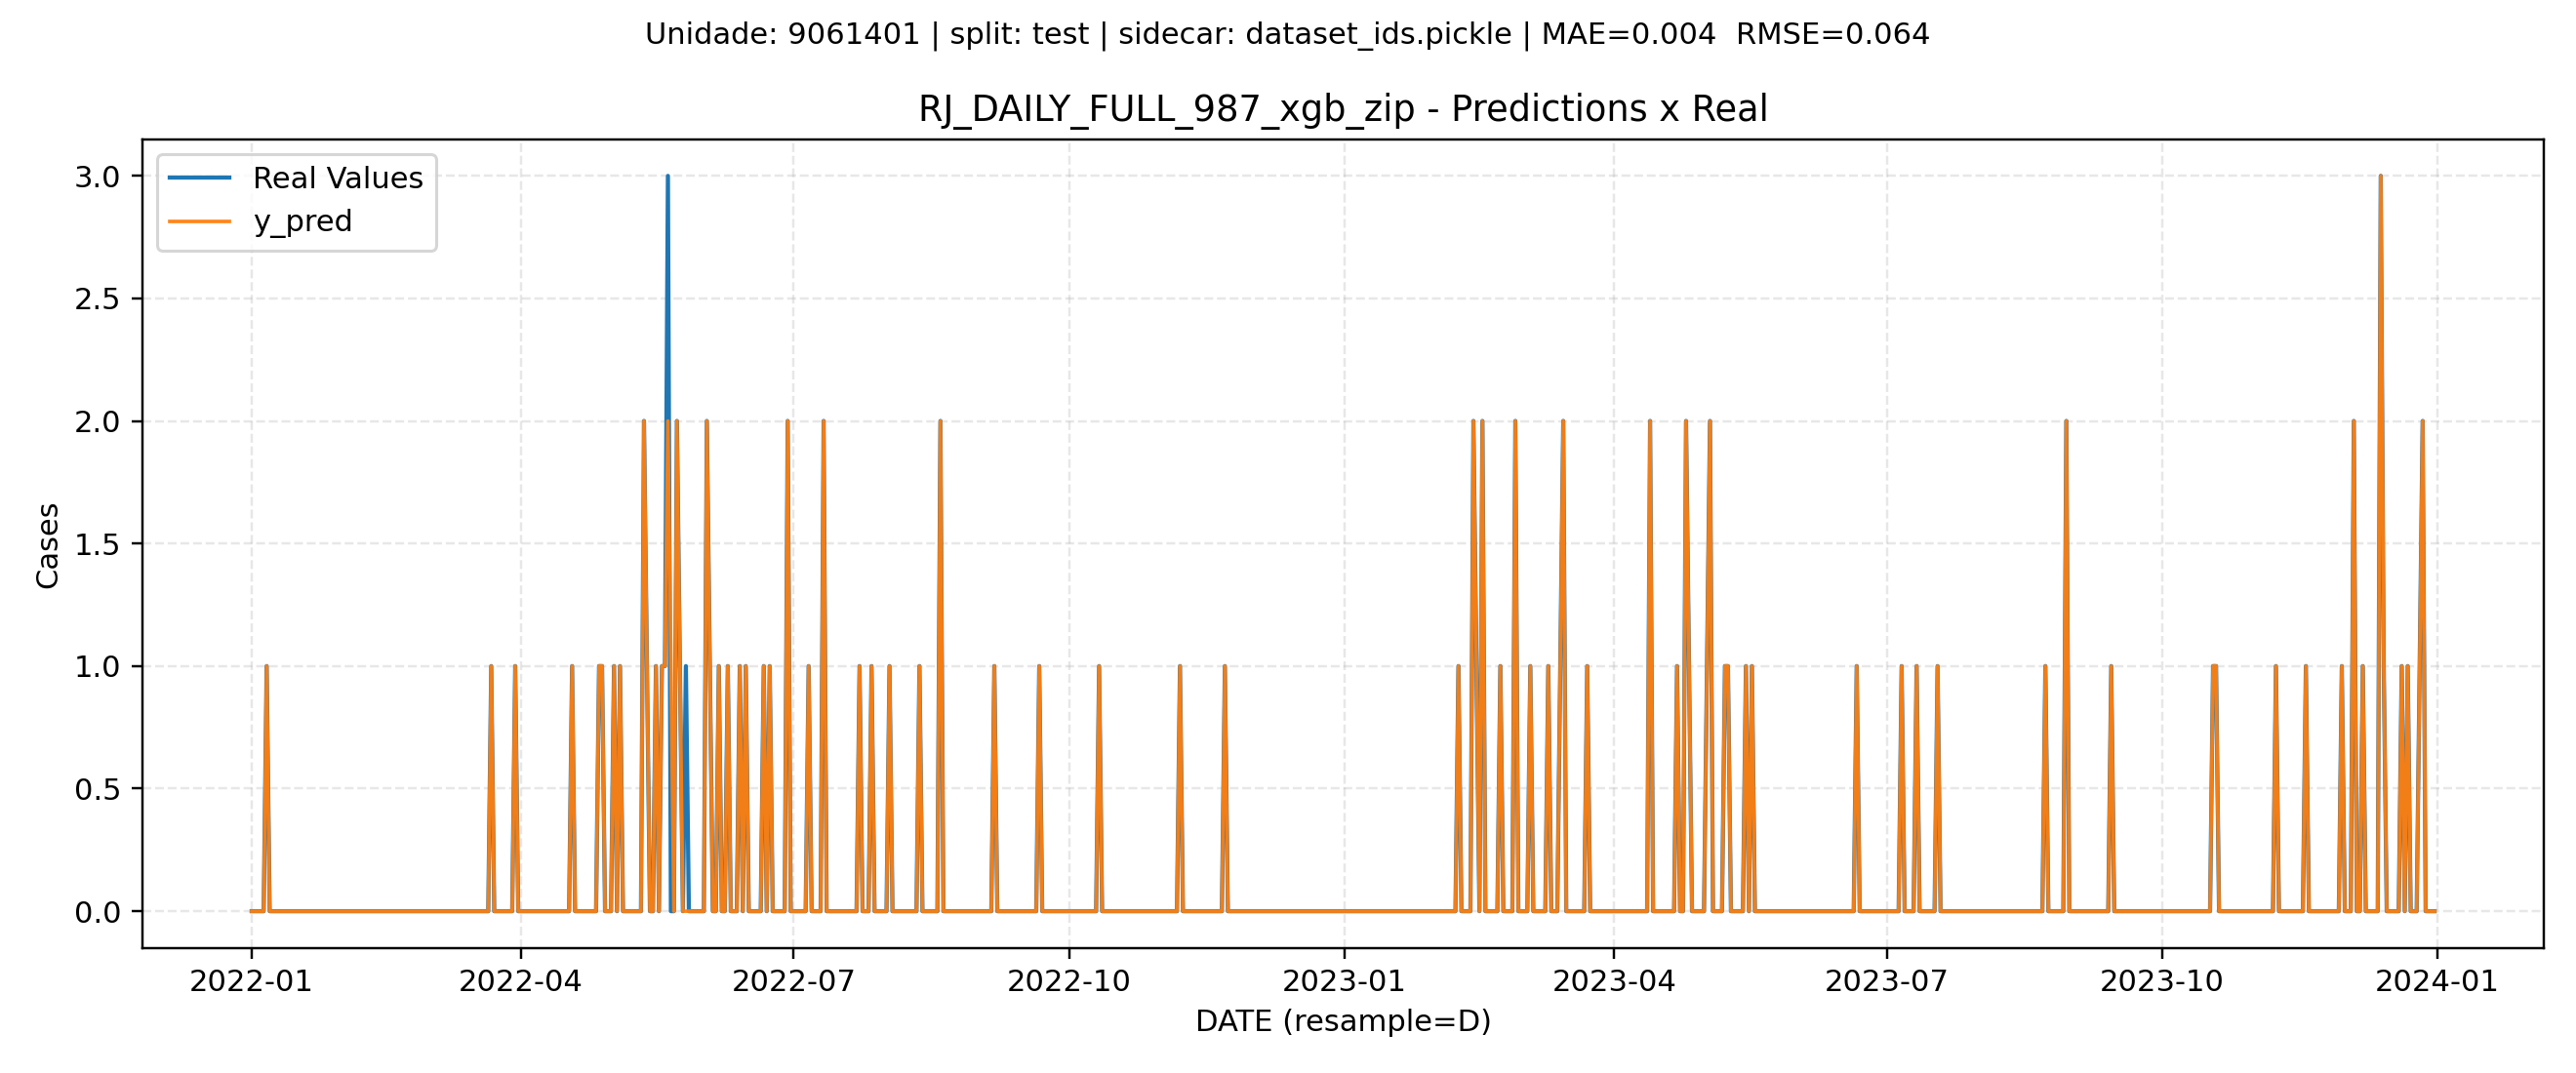 Unidade: 9061401 | split: test | sidecar: dataset_ids.pickle | MAE=0.004  RMSE=0.064
RJ_DAILY_FULL_987_xgb_zip - Predictions x Real
Real Values
y_pred
3.0
2.5
2.0
1.5
1.0
0.5
0.0
Cases
2022-01 2022-04 2022-07 2022-10 2023-01 2023-04 2023-07 2023-10 2024-01
DATE (resample=D)